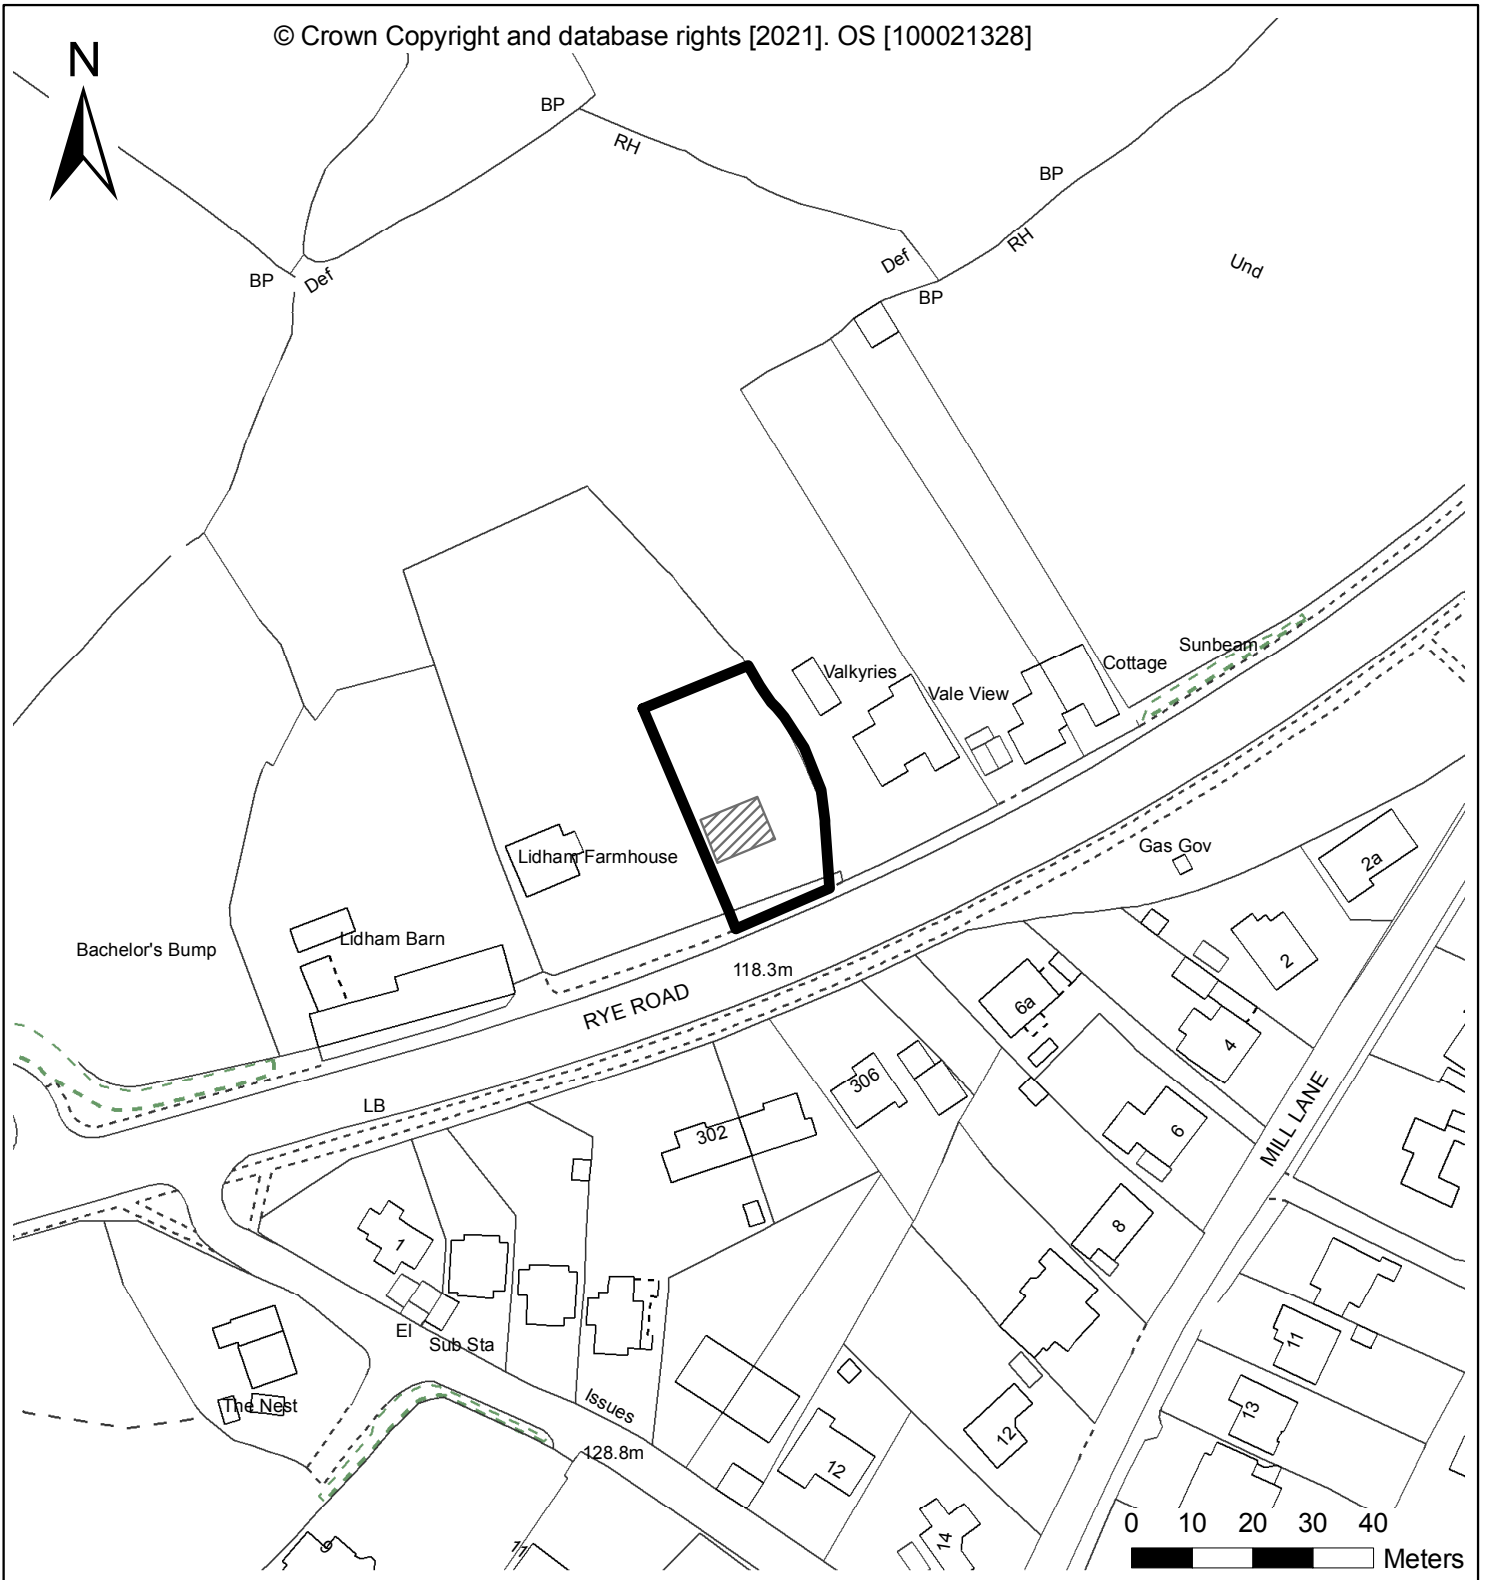 © Crown Copyright and database rights [2021]. OS [100021328]
N
BP
RH
BP
RH
Def
BP
Und
BP
Def
Sunbeam
Cottage
Valkyries
Vale View
Gas Gov
2a
Lidham Farmhouse
Lidham Barn
Bachelor's Bump
118.3m
RYE ROAD
2
6a
4
306
LB
302
6
MILL LANE
8
1
El
Sub Sta
11
The Nest
Issues
13
12
128.8m
12
14
9
11
0 10 20 30 40
Meters